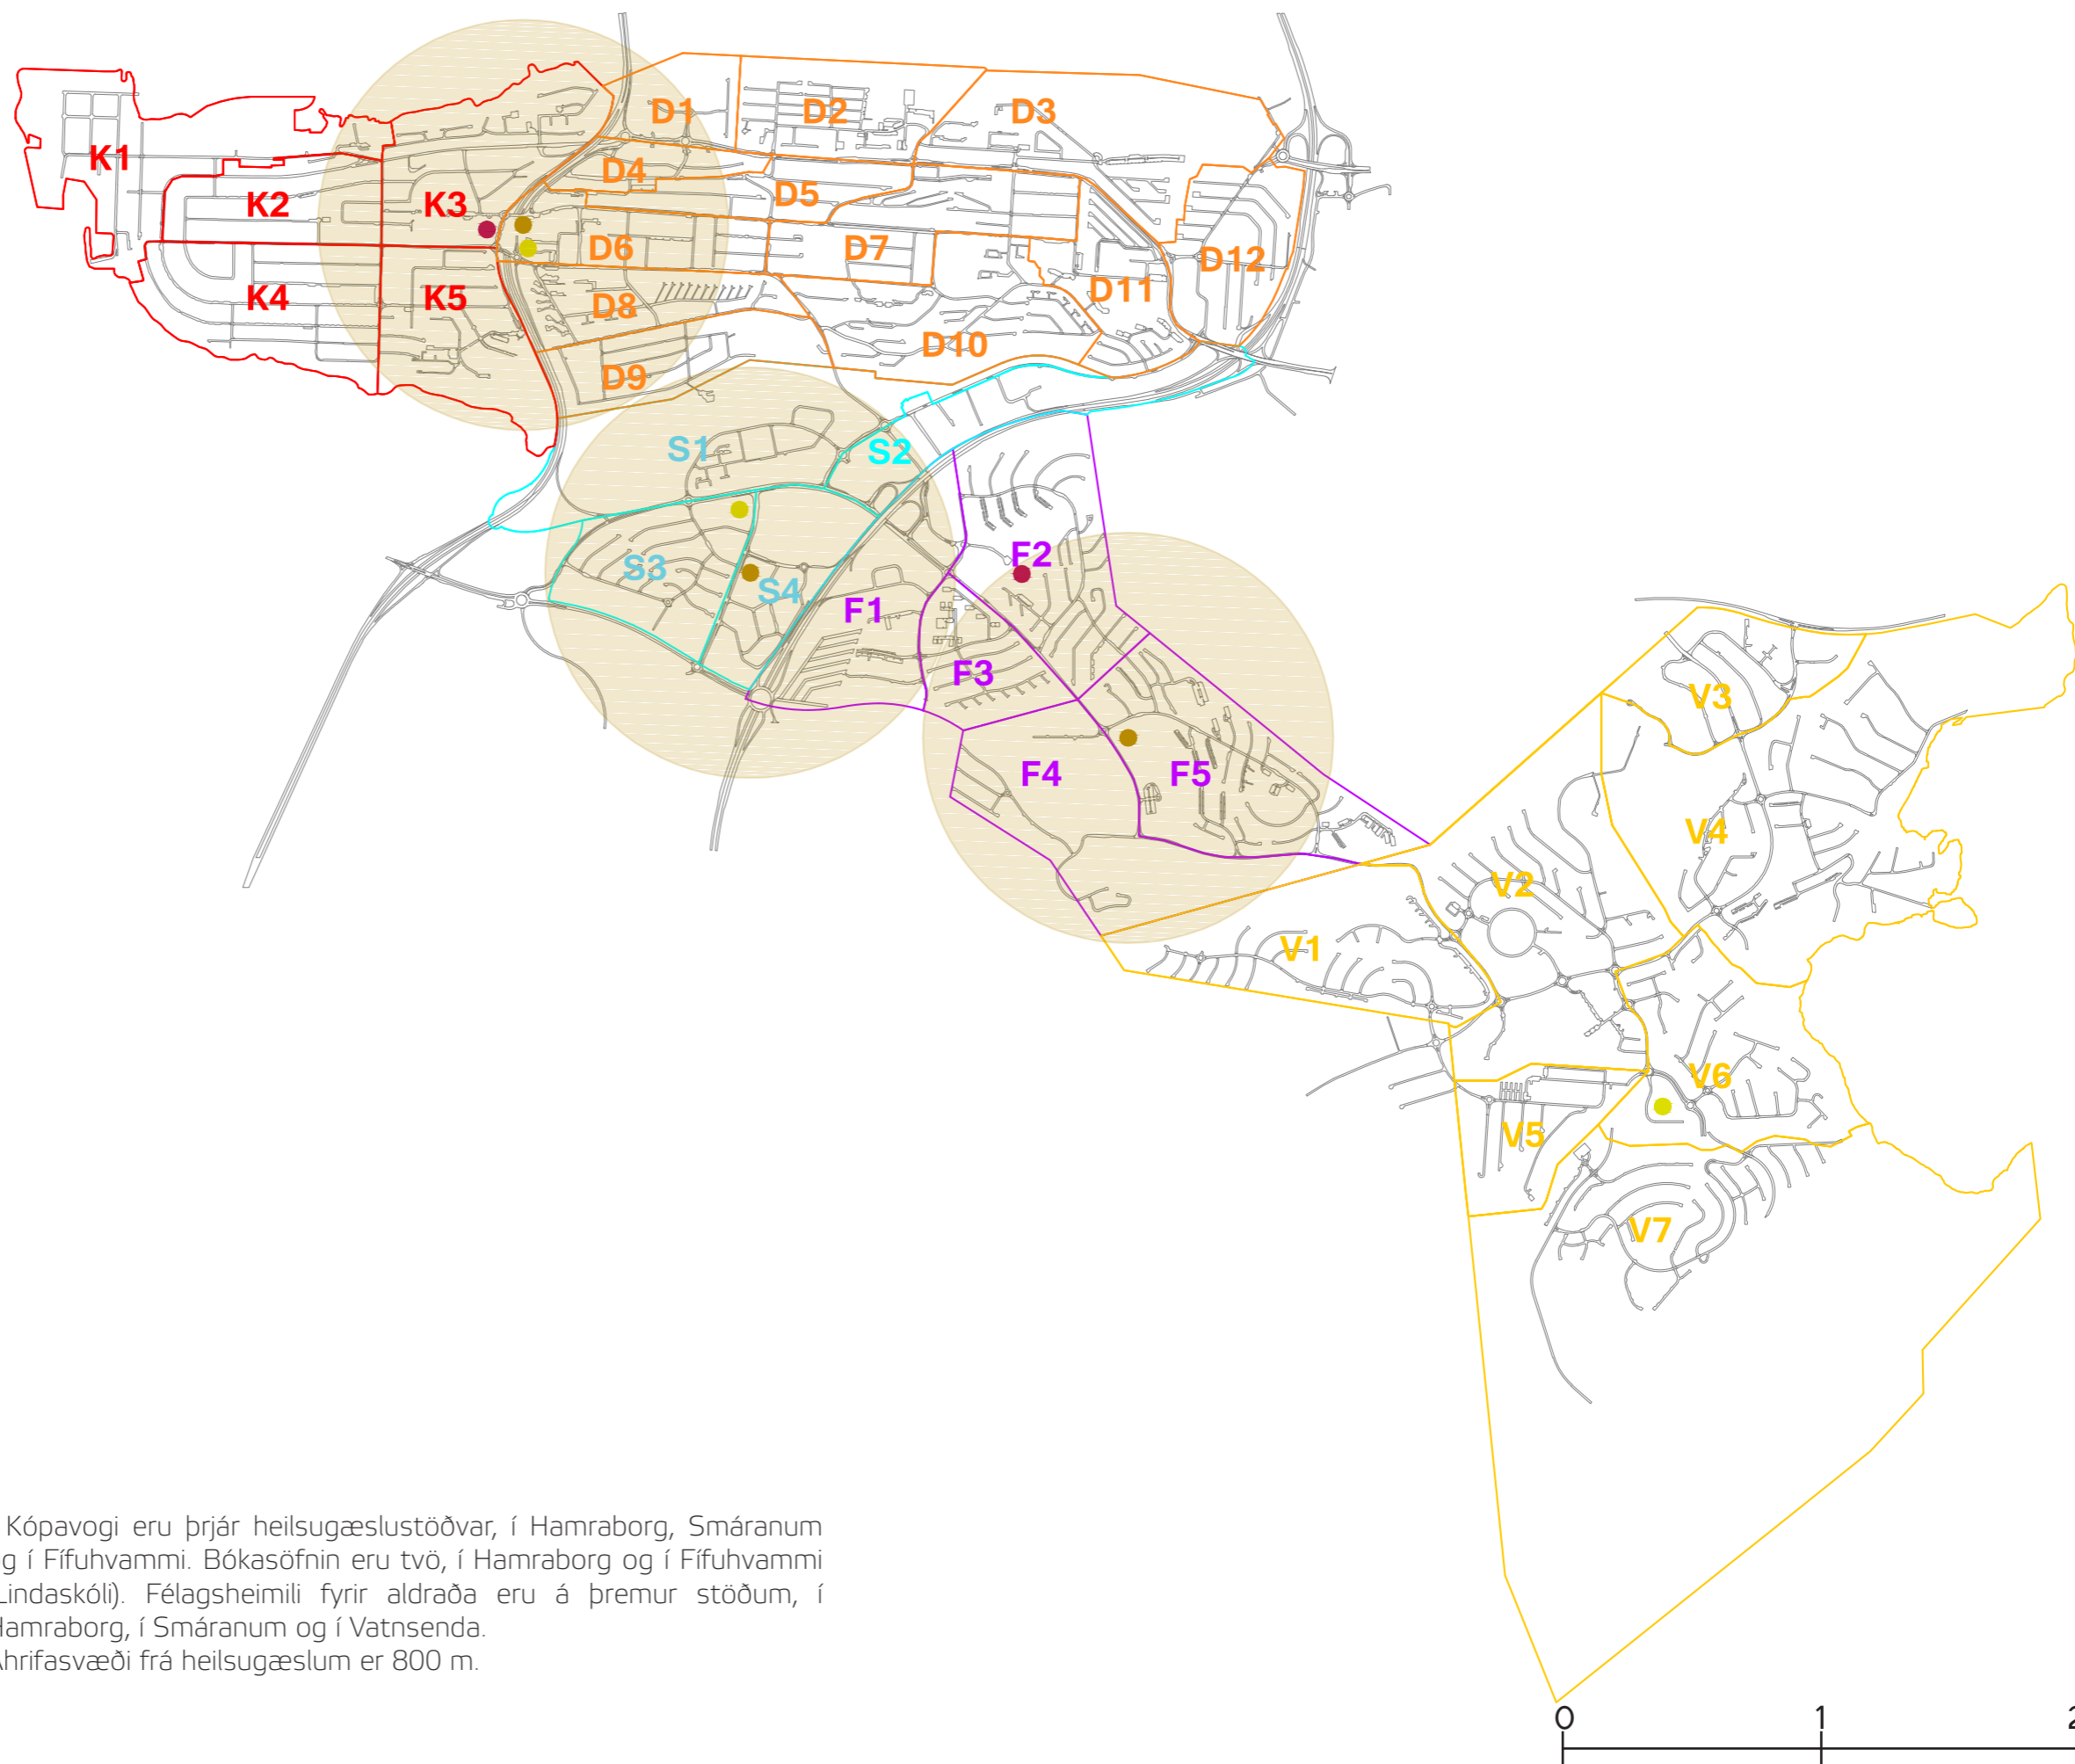 D1
D2
D3
K1
D4
D5
K2
K3
D6
D7
D12
K4
K5
D8
D11
D10
D9
S1
S2
F2
S3
S4
F1
F3
V3
F4
F5
V4
V2
V1
V6
V5
V7
Kópavogi eru þrjár heilsugæslustöðvar, í Hamraborg, Smáranum
g í Fífuhvammi. Bókasöfnin eru tvö, í Hamraborg og í Fífuhvammi
Lindaskóli). Félagsheimili fyrir aldraða eru á þremur stöðum, í
Hamraborg, í Smáranum og í Vatnsenda.
Áhrifasvæði frá heilsugæslum er 800 m.
0 1 2